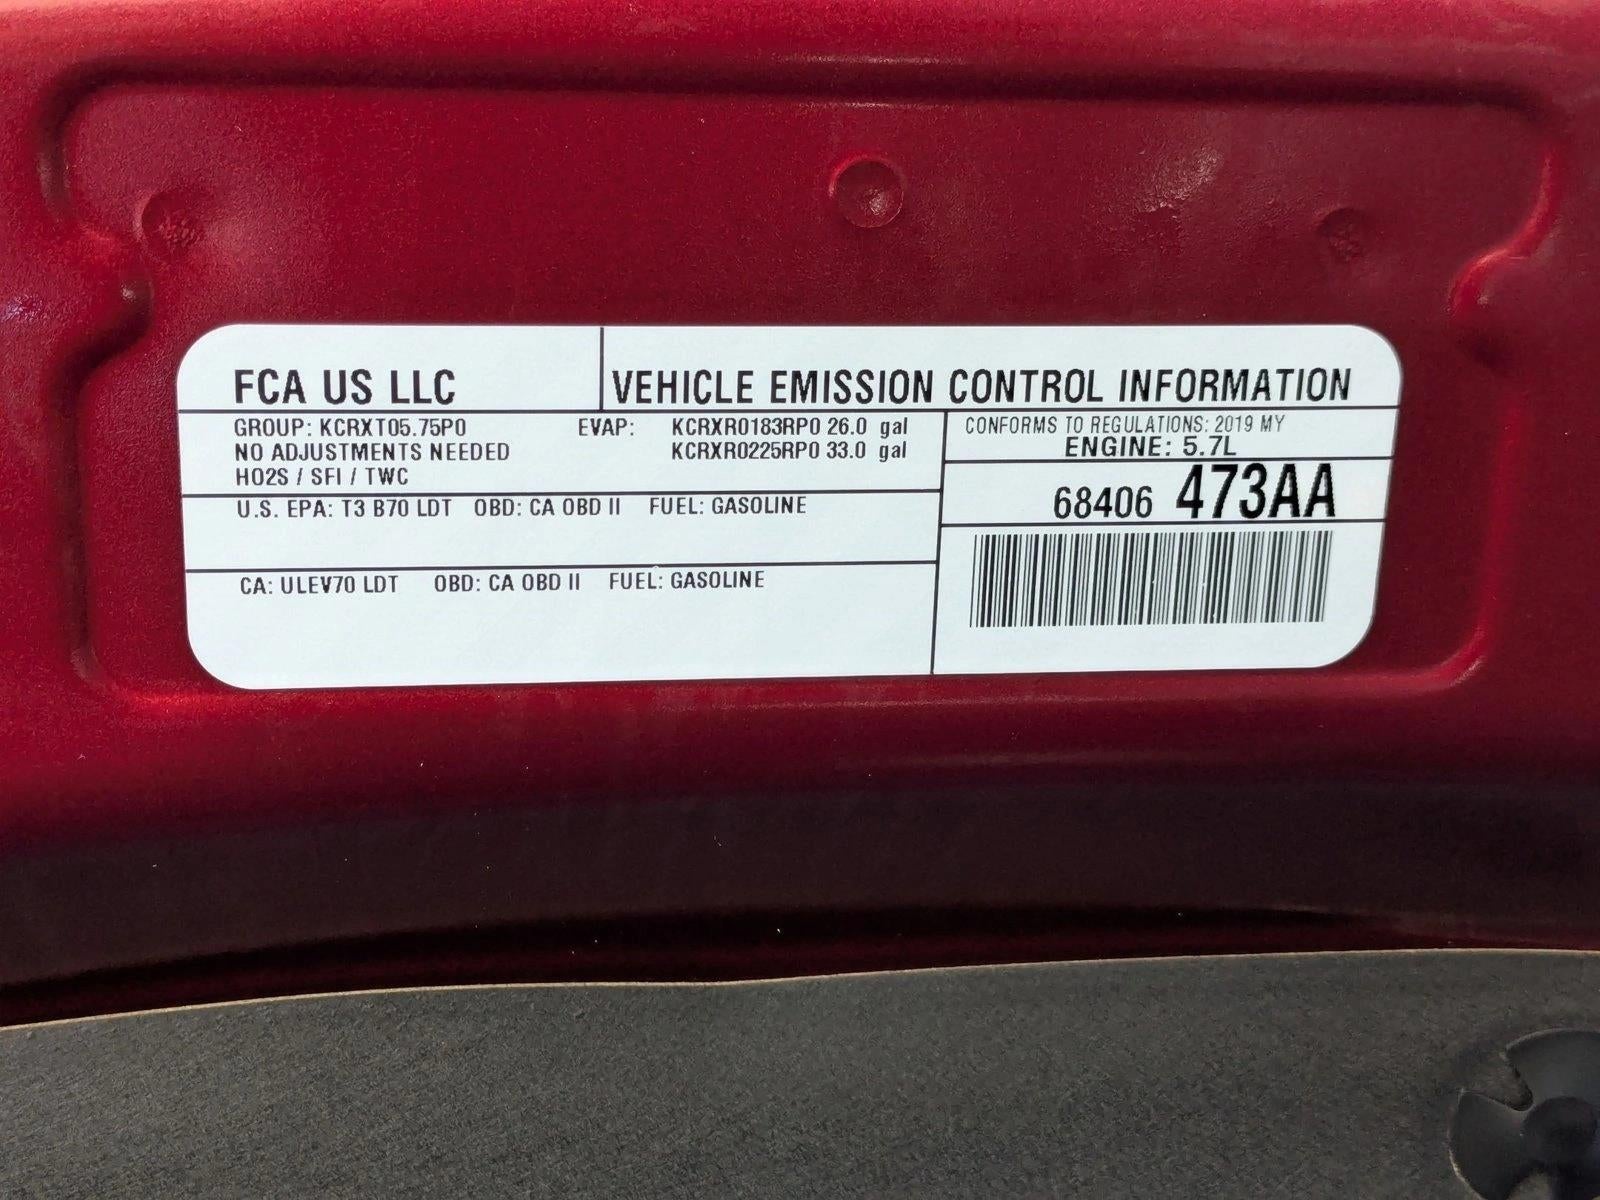 FCA US LLC
VEHICLE EMISSION CONTROL INFORMATION
GROUP: KCRXT05.75P0
NO ADJUSTMENTS NEEDED
HO2S / SFI / TWC
EVAP: KCRXR0183RP0 26.0 gal
KCRXR0225RP0 33.0 gal
CONFORMS TO REGULATIONS: 2019 MY
ENGINE: 5.7L
68406 473AA
U.S. EPA: T3 B70 LDT OBD: CA OBD II FUEL: GASOLINE
CA: ULEV70 LDT OBD: CA OBD II FUEL: GASOLINE